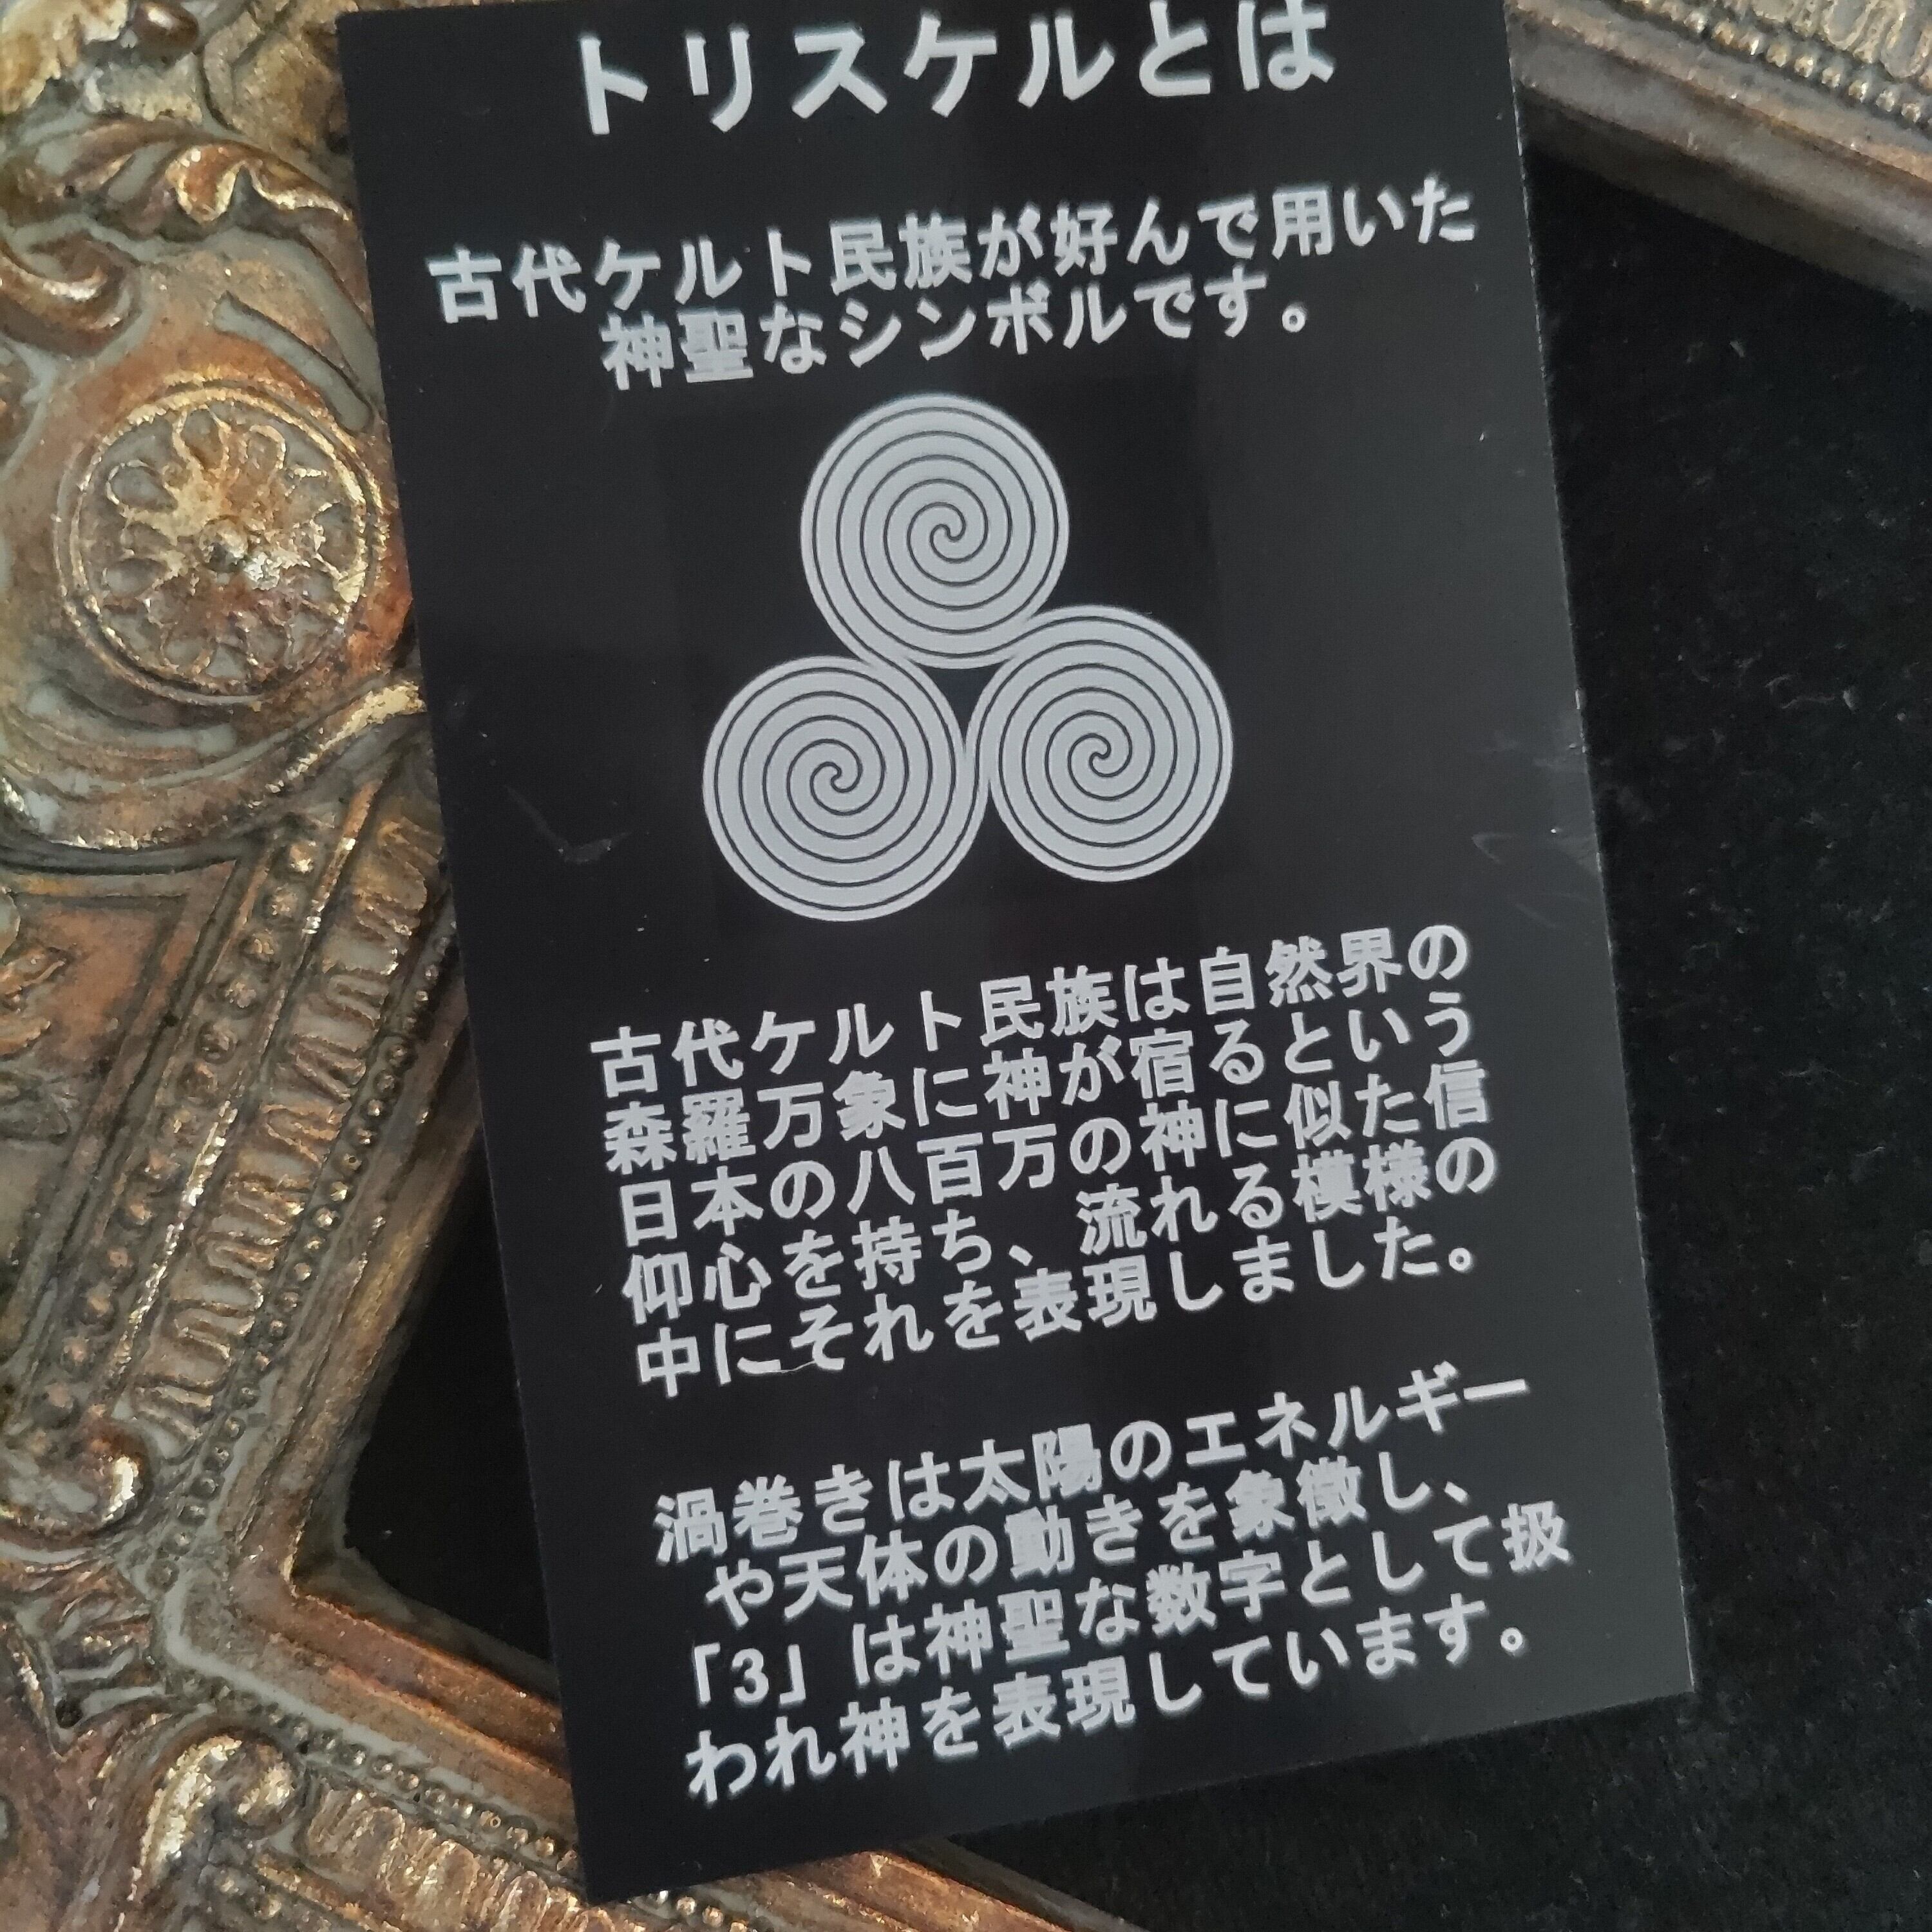 トリスケルとは
古代ケルト民族が好んで用いた
神聖なシンボルです。
古代ケルト民族は自然界の
森羅万象に神が宿るという
日本の八百万の神に似た信
仰心を持ち、流れる模様の
中にそれを表現しました。
渦巻きは太陽のエネルギー
や天体の動きを象徴し、
「3」は神聖な数字として扱
われ神を表現しています。